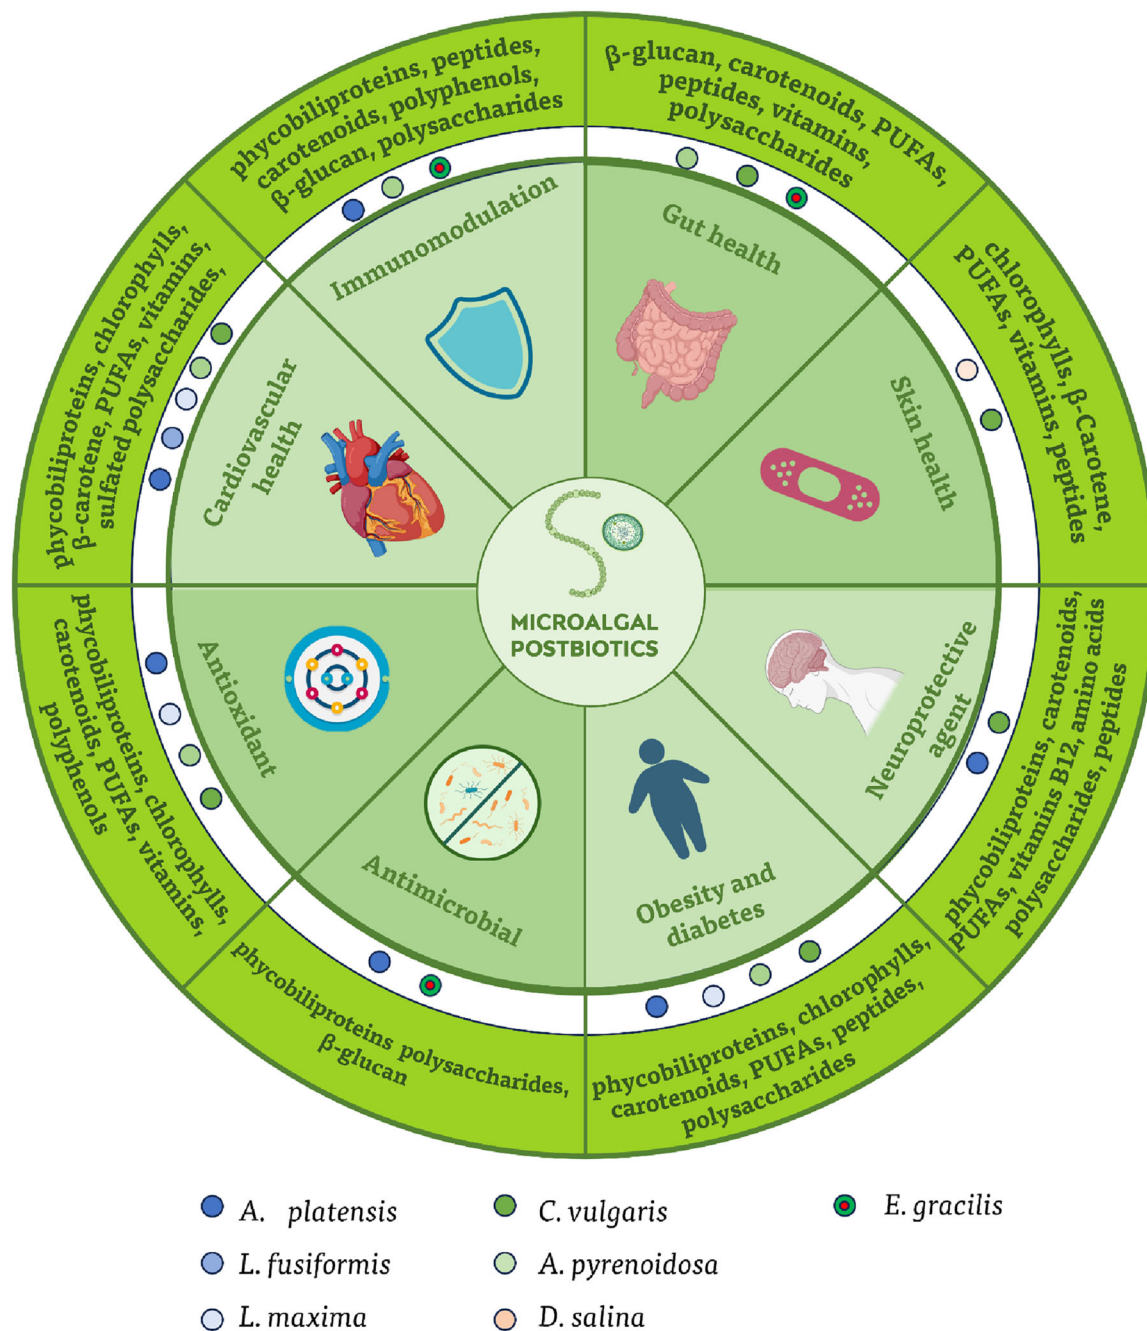 phycobiliproteins, peptides,
carotenoids, polyphenols,
β-glucan, polysaccharides
Immunomodulation
β-glucan, carotenoids, PUFAs,
peptides, vitamins,
polysaccharides
Gut health
chlorophylls, β-Carotene,
PUFAs, vitamins, peptides
Skin health
phycobiliproteins, carotenoids,
PUFAs, vitamins B12, amino acids
polysaccharides, peptides
Neuroprotective
agent
phycobiliproteins, chlorophylls,
carotenoids, PUFAs, peptides,
polysaccharides
Obesity and
diabetes
phycobiliproteins polysaccharides,
β-glucan
Antimicrobial
phycobiliproteins, chlorophylls,
carotenoids, PUFAs, vitamins,
polyphenols
Antioxidant
phycobiliproteins, chlorophylls,
β-carotene, PUFAs, vitamins,
sulfated polysaccharides,
Cardiovascular
health
MICROALGAL
POSTBIOTICS
A. platensis
L. fusiformis
L. maxima
C. vulgaris
A. pyrenoidosa
D. salina
E. gracilis